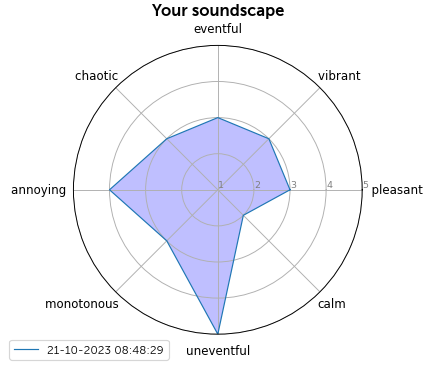 Your soundscape
eventful
chaotic
vibrant
annoying
1
2
3
4
5
pleasant
monotonous
calm
uneventful
21-10-2023 08:48:29